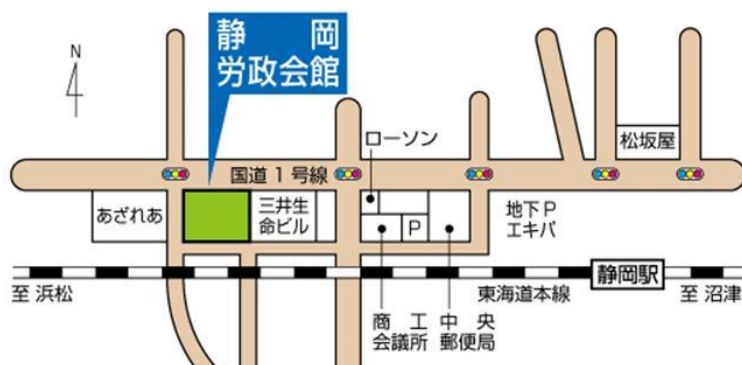 静 岡
労政会館
N
ローソン
松坂屋
国道1号線
あざれあ
三井生
命ビル
P
地下P
エキパ
静岡駅
至 浜松
東海道本線
至 沼津
商 工
会議所
中 央
郵便局